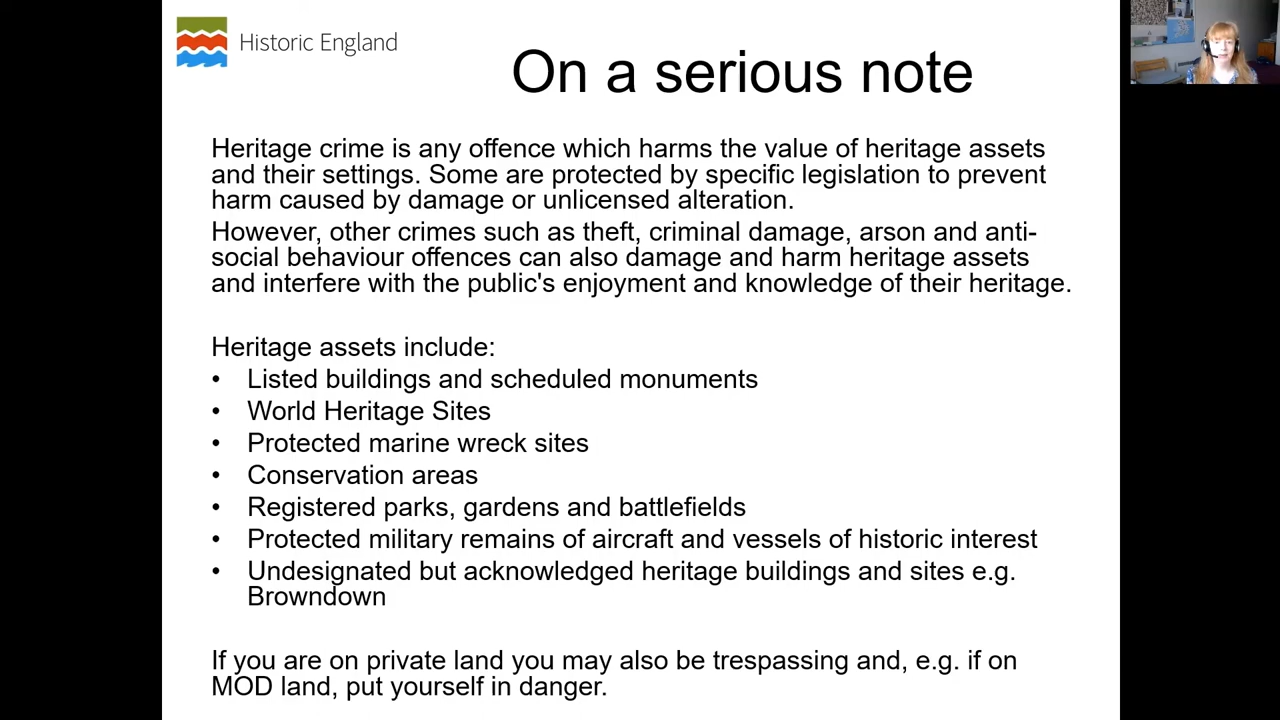 Historic England
On a serious note
Heritage crime is any offence which harms the value of heritage assets
and their settings. Some are protected by specific legislation to prevent
harm caused by damage or unlicensed alteration.
However, other crimes such as theft, criminal damage, arson and anti-
social behaviour offences can also damage and harm heritage assets
and interfere with the public's enjoyment and knowledge of their heritage.
Heritage assets include:
• Listed buildings and scheduled monuments
• World Heritage Sites
• Protected marine wreck sites
• Conservation areas
• Registered parks, gardens and battlefields
• Protected military remains of aircraft and vessels of historic interest
• Undesignated but acknowledged heritage buildings and sites e.g.
Browndown
If you are on private land you may also be trespassing and, e.g. if on
MOD land, put yourself in danger.